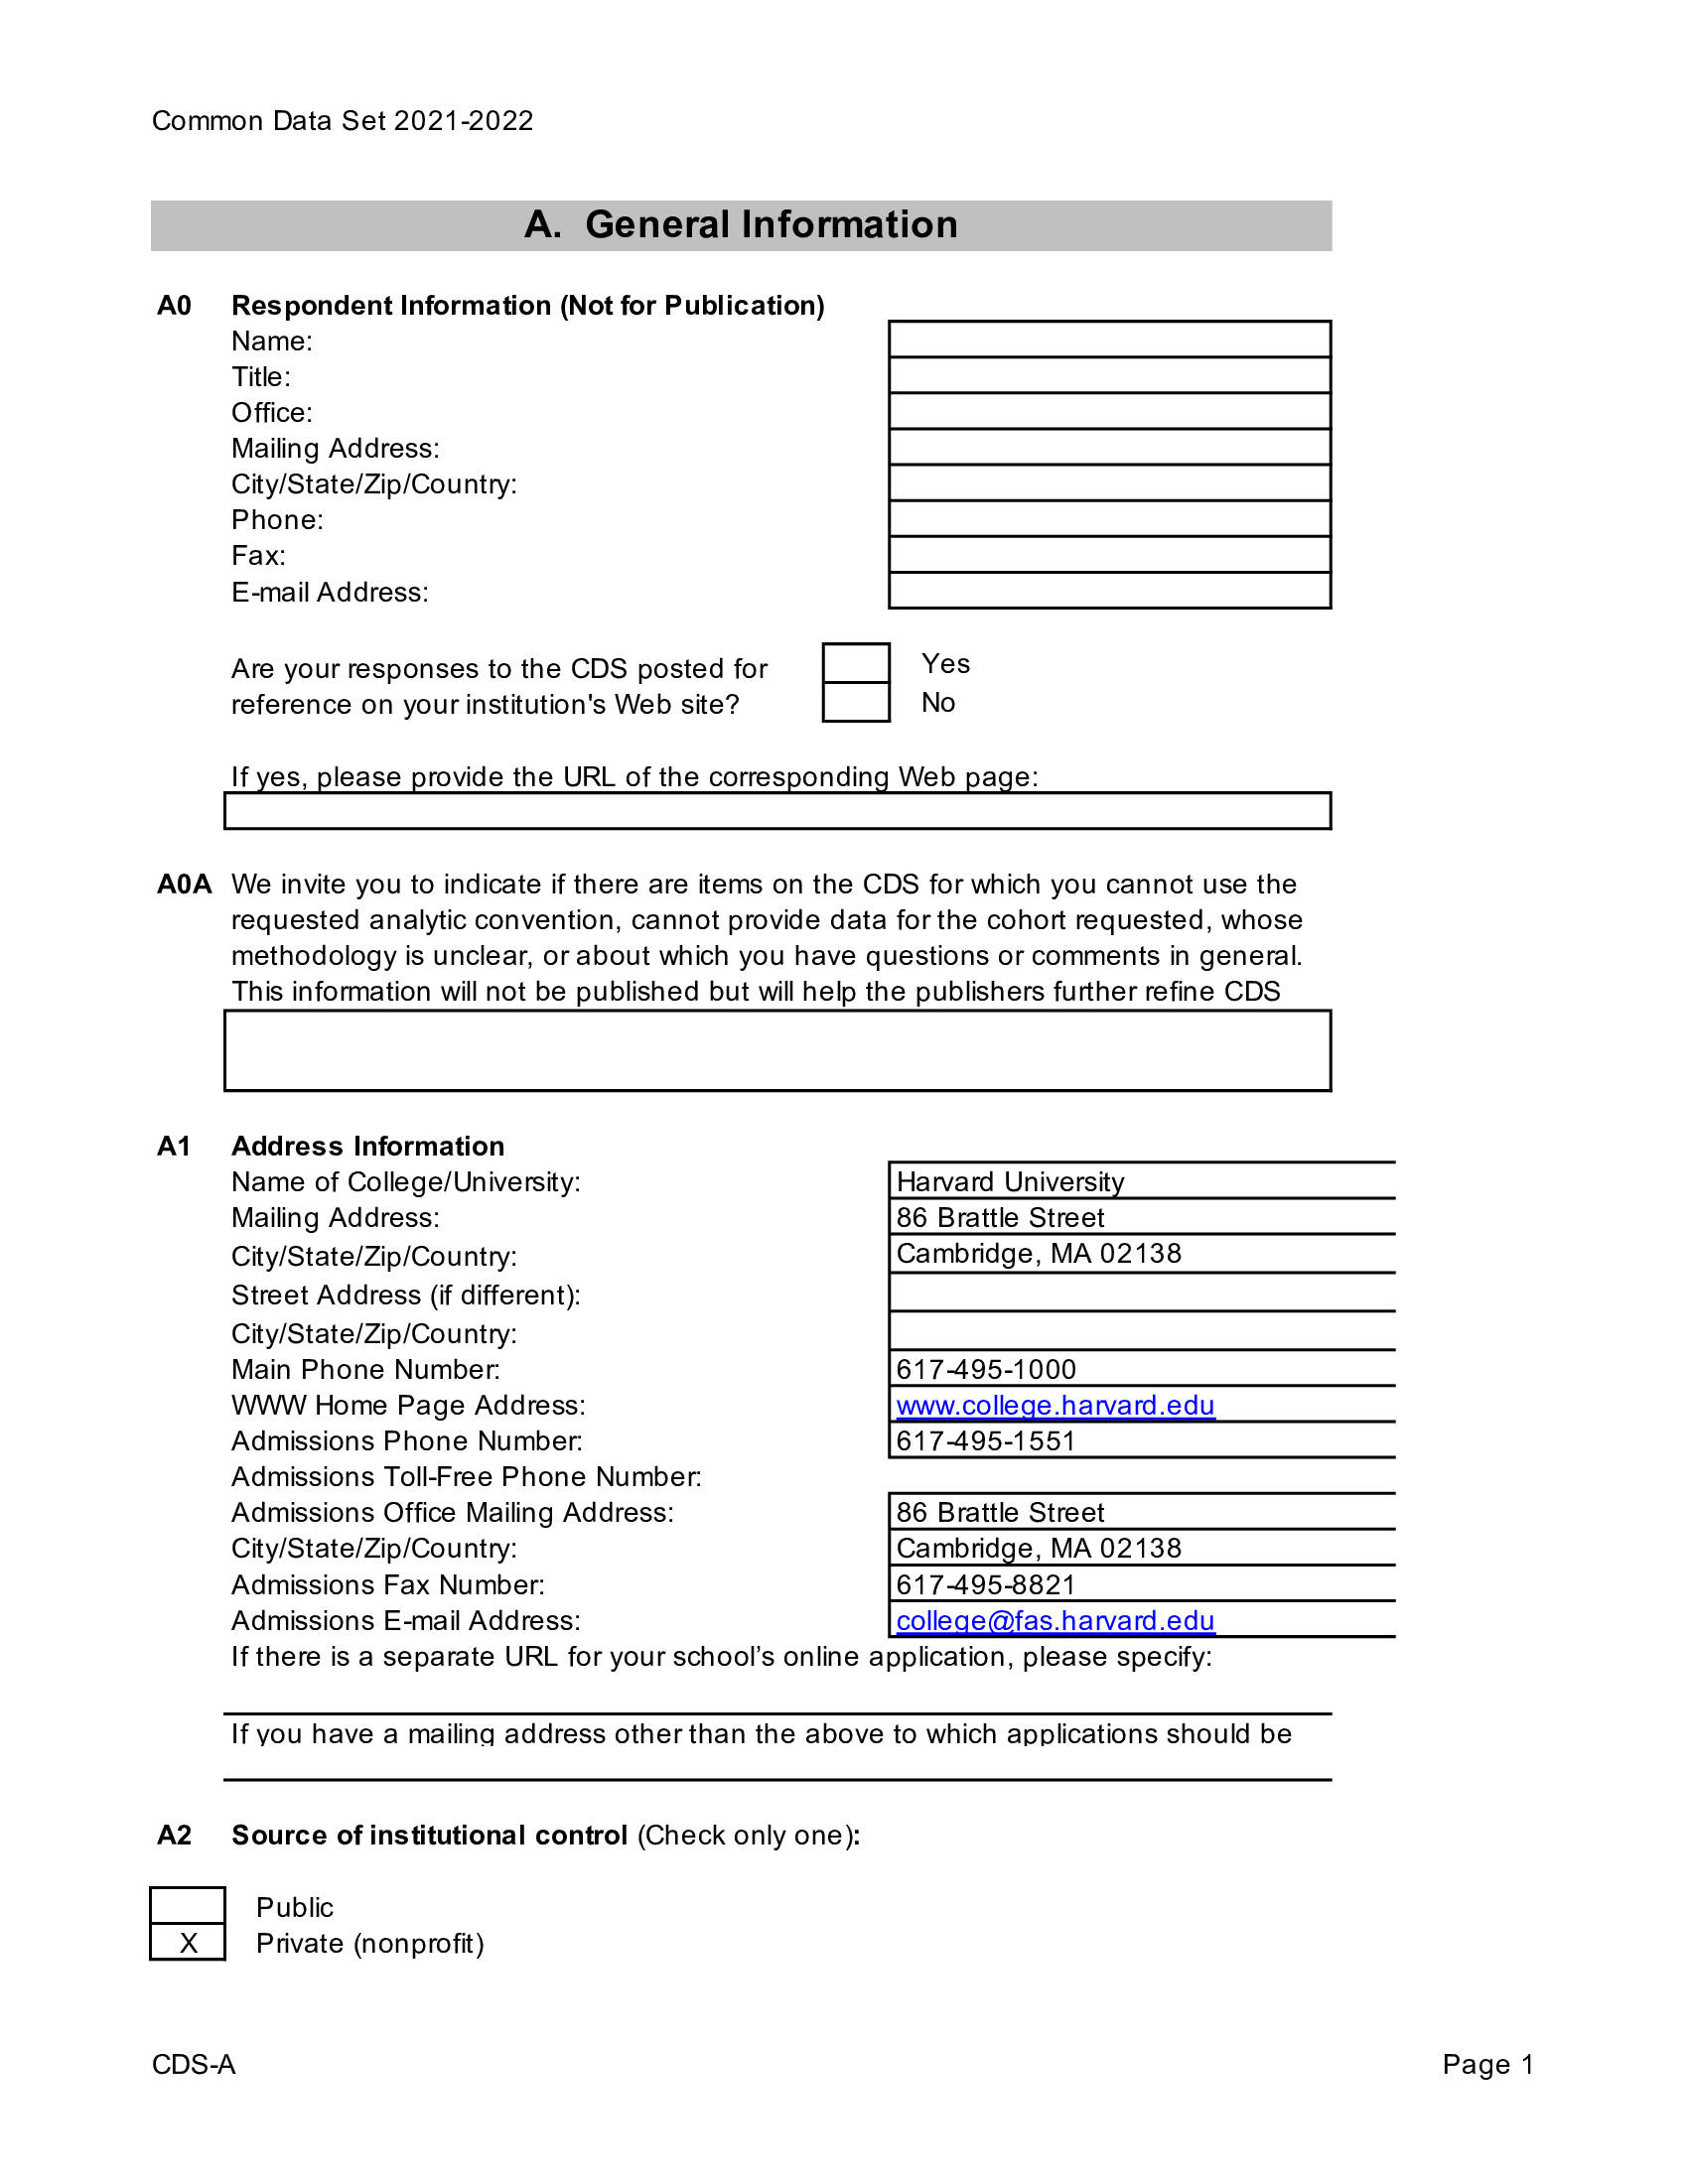 Common Data Set 2021-2022
A.  General Information
A0 Respondent Information (Not for Publication)
Name:
Title:
Office:
Mailing Address:
City/State/Zip/Country:
Phone:
Fax:
E-mail Address:
Are your responses to the CDS posted for
reference on your institution's Web site?
Yes
No
If yes, please provide the URL of the corresponding Web page:
A0A We invite you to indicate if there are items on the CDS for which you cannot use the
requested analytic convention, cannot provide data for the cohort requested, whose
methodology is unclear, or about which you have questions or comments in general.
This information will not be published but will help the publishers further refine CDS
A1 Address Information
Name of College/University: Harvard University
Mailing Address: 86 Brattle Street
City/State/Zip/Country: Cambridge, MA 02138
Street Address (if different):
City/State/Zip/Country:
Main Phone Number: 617-495-1000
WWW Home Page Address: www.college.harvard.edu
Admissions Phone Number: 617-495-1551
Admissions Toll-Free Phone Number:
Admissions Office Mailing Address: 86 Brattle Street
City/State/Zip/Country: Cambridge, MA 02138
Admissions Fax Number: 617-495-8821
Admissions E-mail Address: college@fas.harvard.edu
If there is a separate URL for your school’s online application, please specify:
If you have a mailing address other than the above to which applications should be
A2 Source of institutional control (Check only one):
Public
X Private (nonprofit)
CDS-A Page 1